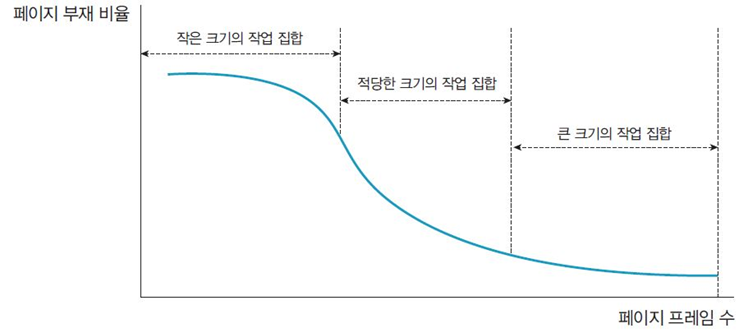 페이지 부재 비율
작은 크기의 작업 집합
적당한 크기의 작업 집합
큰 크기의 작업 집합
페이지 프레임 수